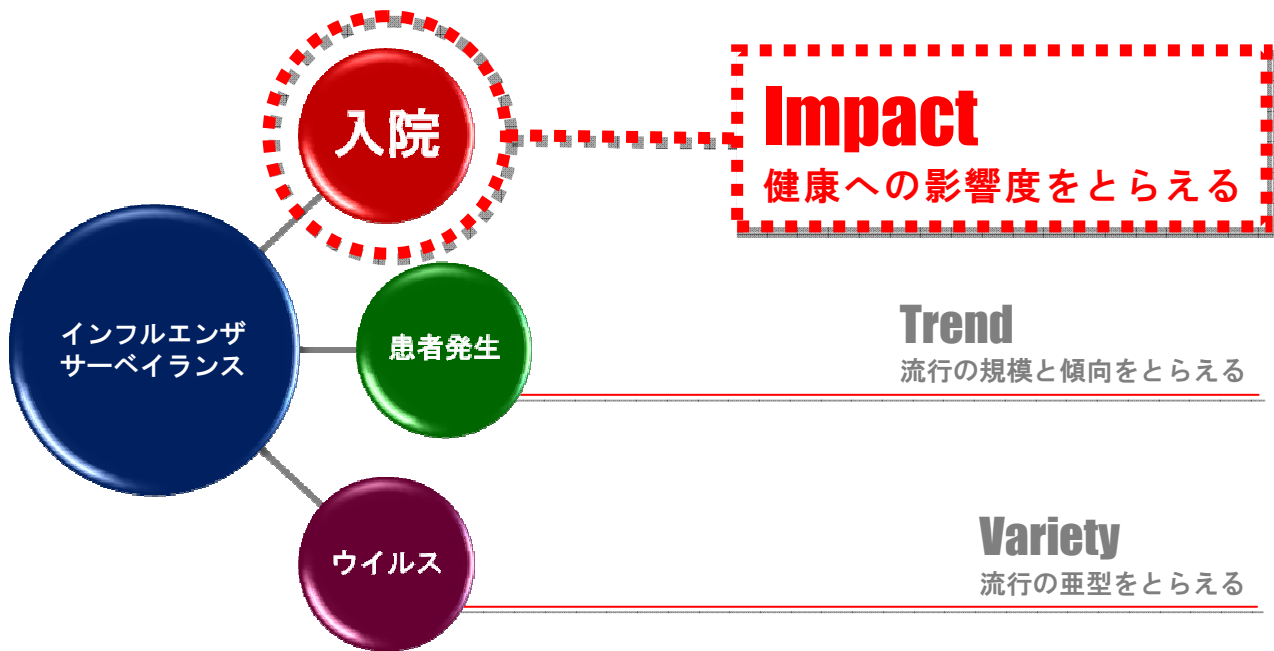 入院
Impact
健康への影響度をとらえる
インフルエンザ
サーベイランス
患者発生
Trend
流行の規模と傾向をとらえる
ウイルス
Variety
流行の亜型をとらえる